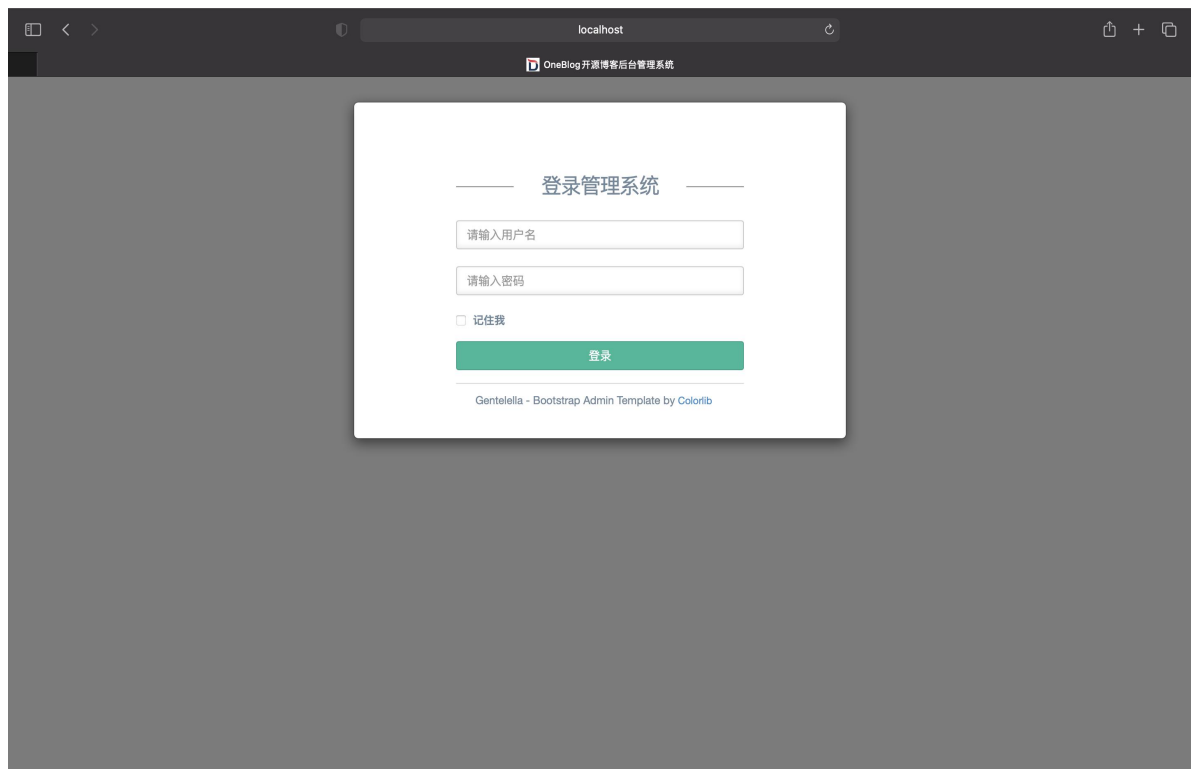 localhost
OneBlog开源博客后台管理系统
登录管理系统
请输入用户名
请输入密码
记住我
登录
Gentelella - Bootstrap Admin Template by Colorlib